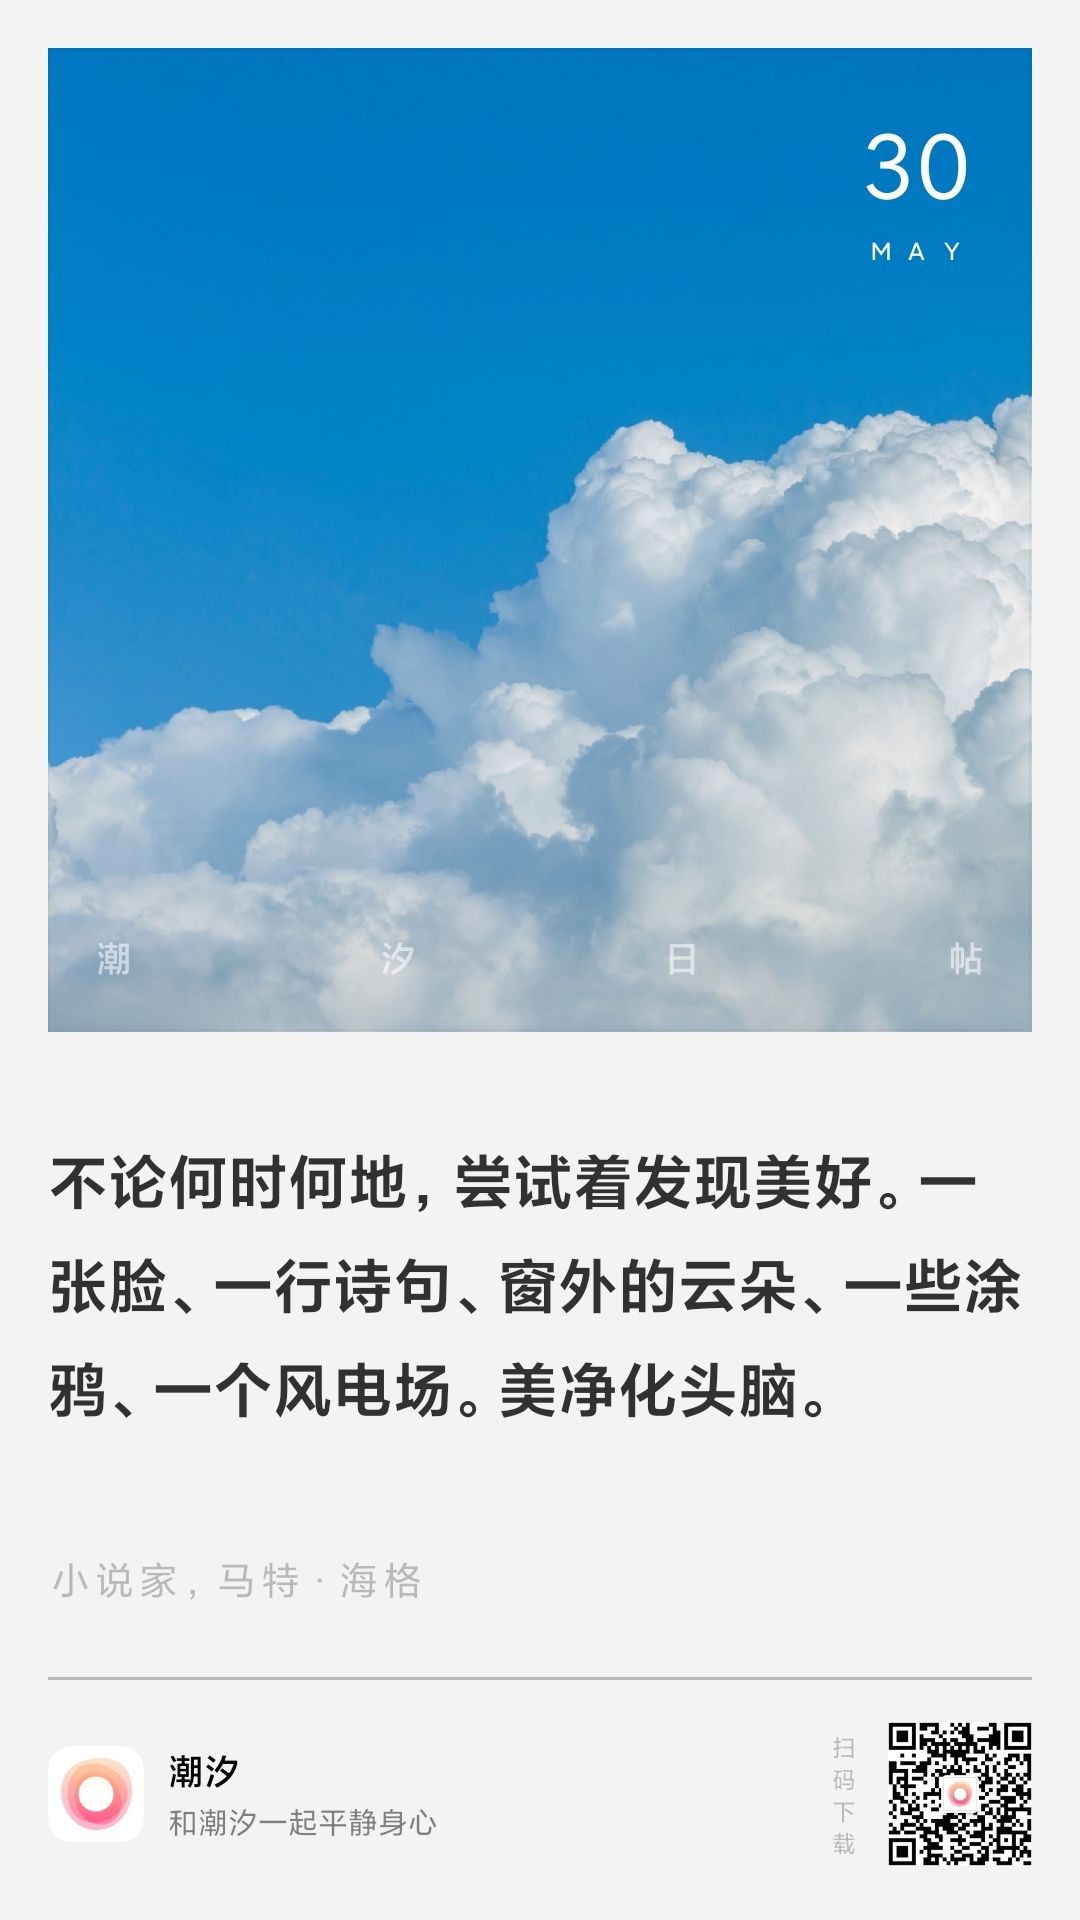 30
MAY
潮汐日帖
不论何时何地，尝试着发现美好。一
张脸、一行诗句、窗外的云朵、一些涂
鸦、一个风电场。美净化头脑。
小说家，马特·海格
潮汐
和潮汐一起平静身心
扫码下载